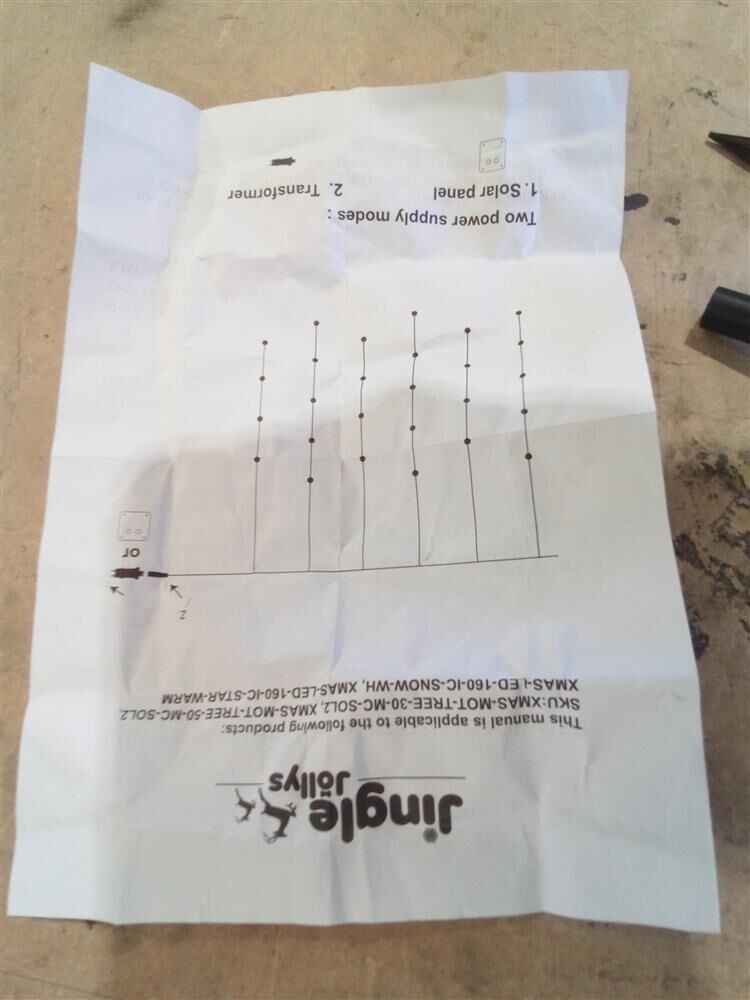 Jingle
Jollys
This manual is applicable to the following products:
SKU:XMAS-MOT-TREE-30-MC-SOL2, XMAS-MOT-TREE-50-MC-SOL2,
XMAS-LED-160-IC-SNOW-WH, XMAS-LED-160-IC-STAR-WARM
2
or
Two power supply modes :
1. Solar panel 2. Transformer